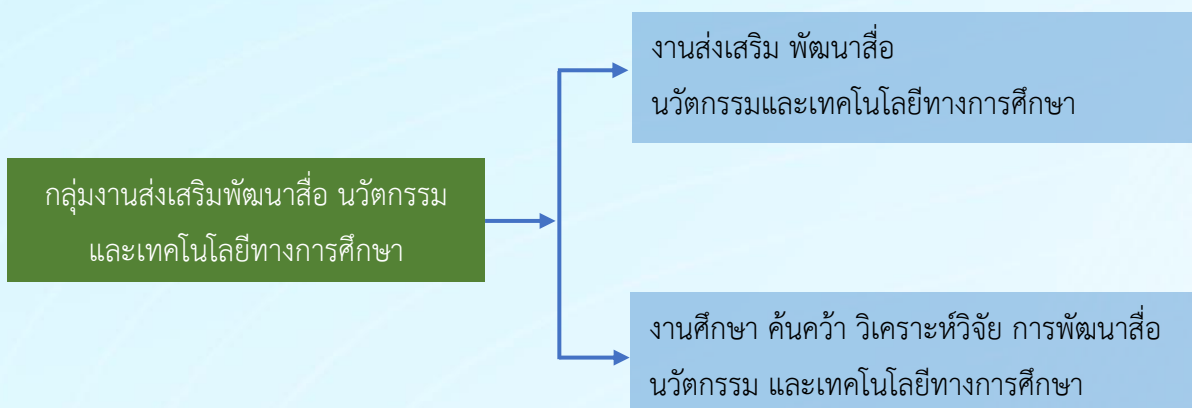 งานส่งเสริม พัฒนาสื่อ
นวัตกรรมและเทคโนโลยีทางการศึกษา
กลุ่มงานส่งเสริมพัฒนาสื่อ นวัตกรรม
และเทคโนโลยีทางการศึกษา
งานศึกษา ค้นคว้า วิเคราะห์วิจัย การพัฒนาสื่อ
นวัตกรรม และเทคโนโลยีทางการศึกษา